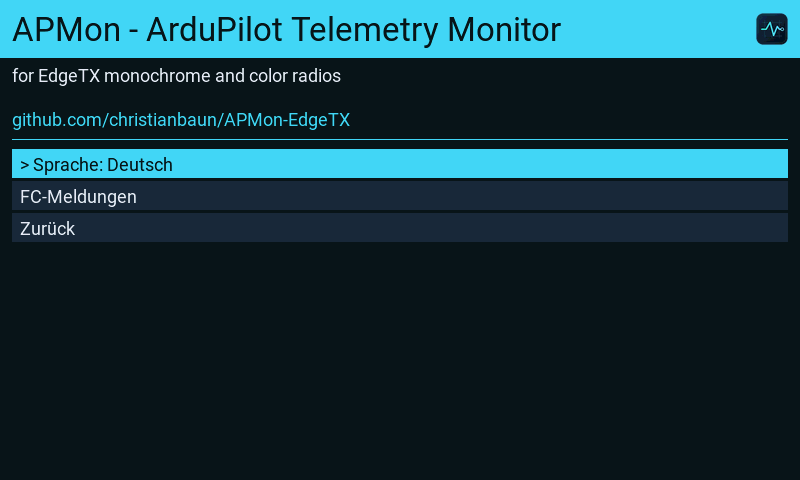 APMon - ArduPilot Telemetry Monitor
for EdgeTX monochrome and color radios
github.com/christianbaun/APMon-EdgeTX
> Sprache: Deutsch
FC-Meldungen
Zurück